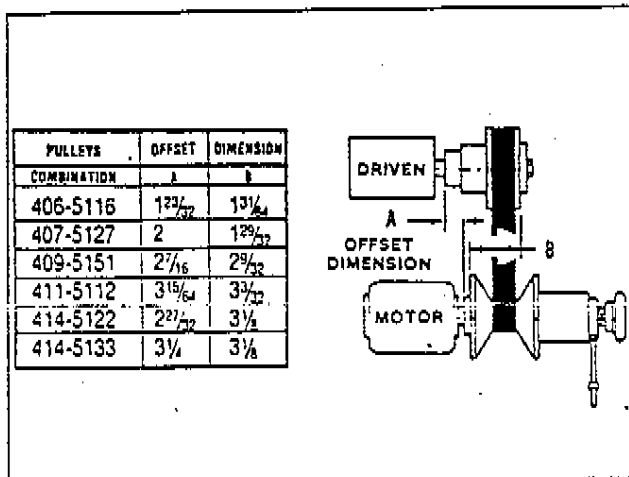 PULLEYS OFFSET DIMENSION
COMBINATION A B
406-5116 1 23/32 1 31/64
407-5127 2 1 29/32
409-5151 2 7/16 2 9/32
411-5112 3 15/64 3 3/32
414-5122 2 27/32 3 1/8
414-5133 3 1/4 3 1/8
DRIVEN
A
OFFSET
DIMENSION
B
MOTOR